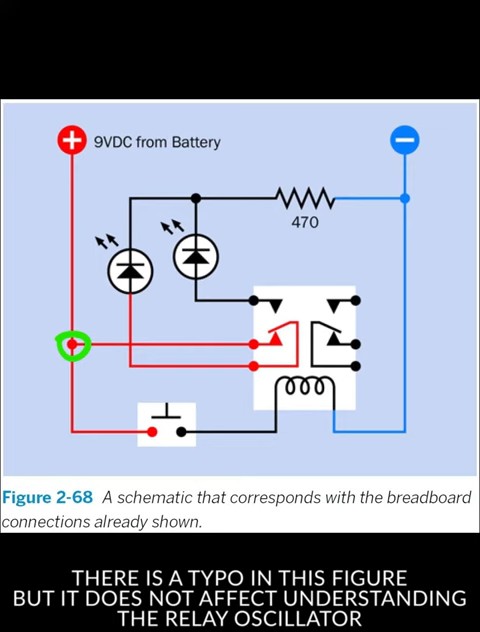 9VDC from Battery
470
Figure 2-68 A schematic that corresponds with the breadboard
connections already shown.
THERE IS A TYPO IN THIS FIGURE
BUT IT DOES NOT AFFECT UNDERSTANDING
THE RELAY OSCILLATOR